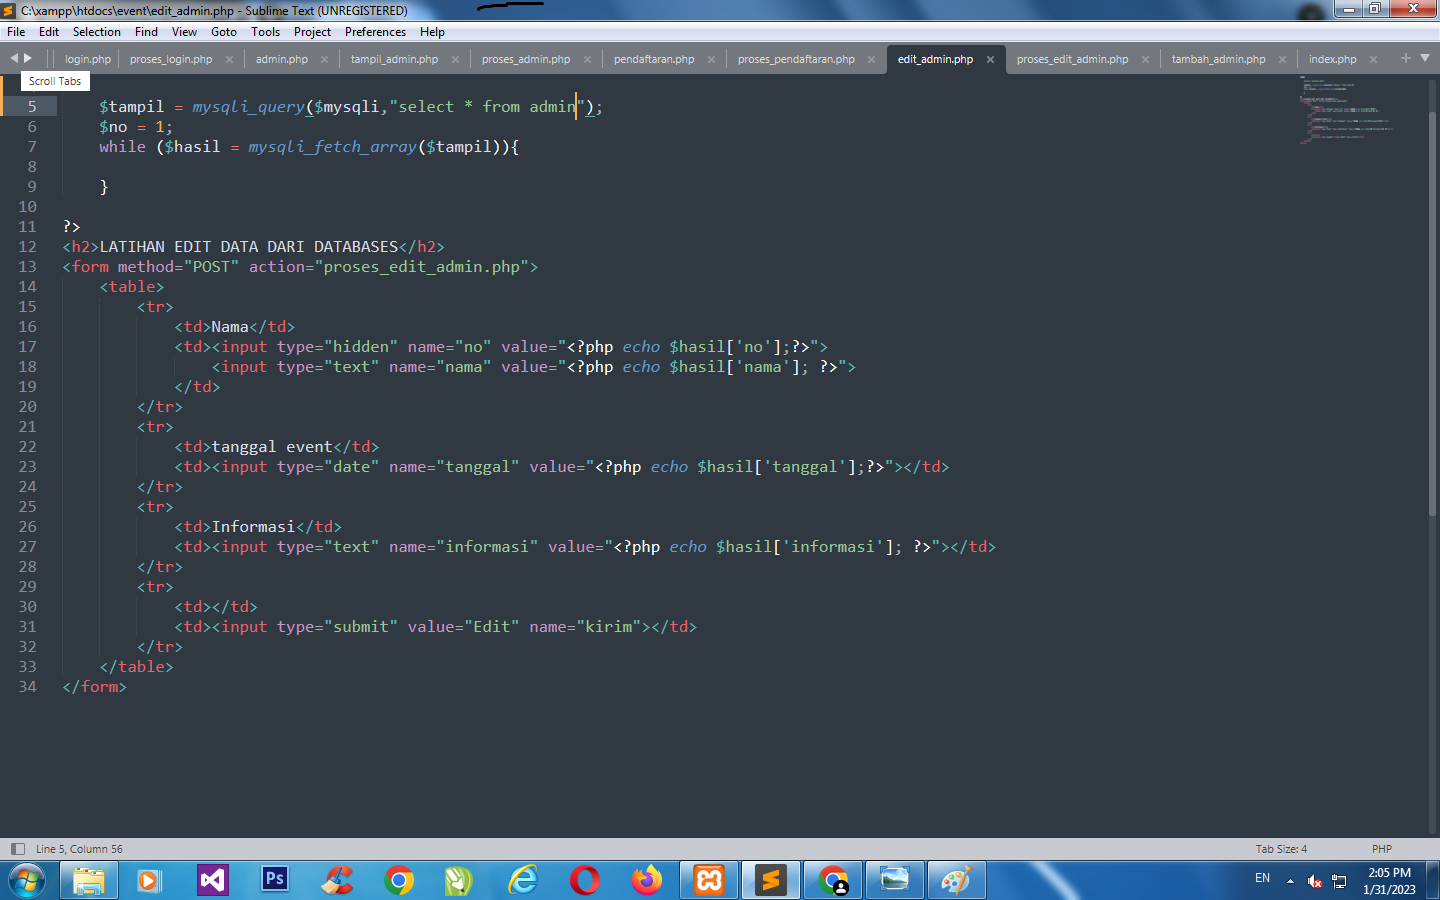 C:\xampp\htdocs\event\edit_admin.php - Sublime Text (UNREGISTERED)
File Edit Selection Find View Goto Tools Project Preferences Help
login.php proses_login.php × admin.php × tampil_admin.php × proses_admin.php × pendaftaran.php × proses_pendaftaran.php × edit_admin.php × proses_edit_admin.php × tambah_admin.php × index.php ×
Scroll Tabs
5 $tampil = mysqli_query($mysqli,"select * from admin");
6 $no = 1;
7 while ($hasil = mysqli_fetch_array($tampil)){
8
9 }
10
11 ?>
12 <h2>LATIHAN EDIT DATA DARI DATABASES</h2>
13 <form method="POST" action="proses_edit_admin.php">
14 <table>
15 <tr>
16 <td>Nama</td>
17 <td><input type="hidden" name="no" value="<?php echo $hasil['no'];?>">
18 <input type="text" name="nama" value="<?php echo $hasil['nama']; ?>">
19 </td>
20 </tr>
21 <tr>
22 <td>tanggal event</td>
23 <td><input type="date" name="tanggal" value="<?php echo $hasil['tanggal'];?>"></td>
24 </tr>
25 <tr>
26 <td>Informasi</td>
27 <td><input type="text" name="informasi" value="<?php echo $hasil['informasi']; ?>"></td>
28 </tr>
29 <tr>
30 <td></td>
31 <td><input type="submit" value="Edit" name="kirim"></td>
32 </tr>
33 </table>
34 </form>
Line 5, Column 56 Tab Size: 4 PHP
Ps
EN
2:05 PM
1/31/2023